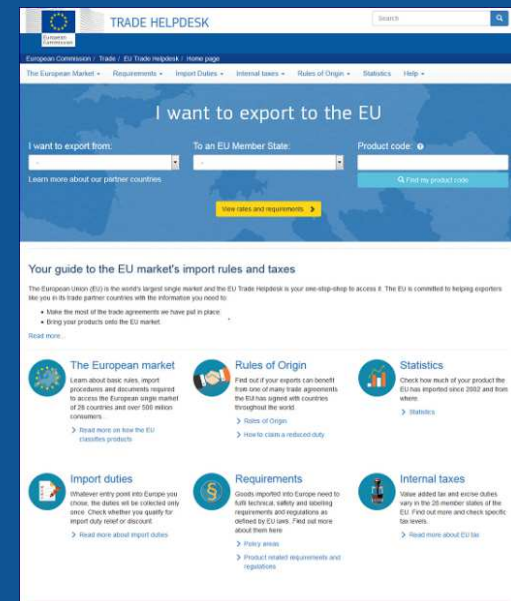 European
Commission
TRADE HELPDESK
Search
European Commission / Trade / EU Trade Helpdesk / Home page
The European Market Requirements Import Duties Internal taxes Rules of Origin Statistics Help
I want to export to the EU
I want to export from: To an EU Member State: Product code:
- -
Learn more about our partner countries Find my product code
View rates and requirements
Your guide to the EU market's import rules and taxes
The European Union (EU) is the world's largest single market and the EU Trade Helpdesk is your one-stop-shop to access it. The EU is committed to helping exporters
like you in its trade partner countries with the information you need to:
• Make the most of the trade agreements we have put in place.
• Bring your products onto the EU market.
Read more...
The European market
Learn about basic rules, import
procedures and documents required
to access the European single market
of 28 countries and over 500 million
consumers.
> Read more on how the EU
classifies products
Rules of Origin
Find out if your exports can benefit
from one of many trade agreements
the EU has signed with countries
throughout the world.
> Rules of Origin
> How to claim a reduced duty
Statistics
Check how much of your product the
EU has imported since 2002 and from
where.
> Statistics
Import duties
Whatever entry point into Europe you
chose, the duties will be collected only
once. Check whether you qualify for
import duty relief or discount.
> Read more about import duties
Requirements
Goods imported into Europe need to
fulfil technical, safety and labelling
requirements and regulations as
defined by EU laws. Find out more
about them here
> Policy areas
> Product related requirements and
regulations
Internal taxes
Value added tax and excise duties
vary in the 28 member states of the
EU. Find out more and check specific
tax levels.
> Read more about EU tax